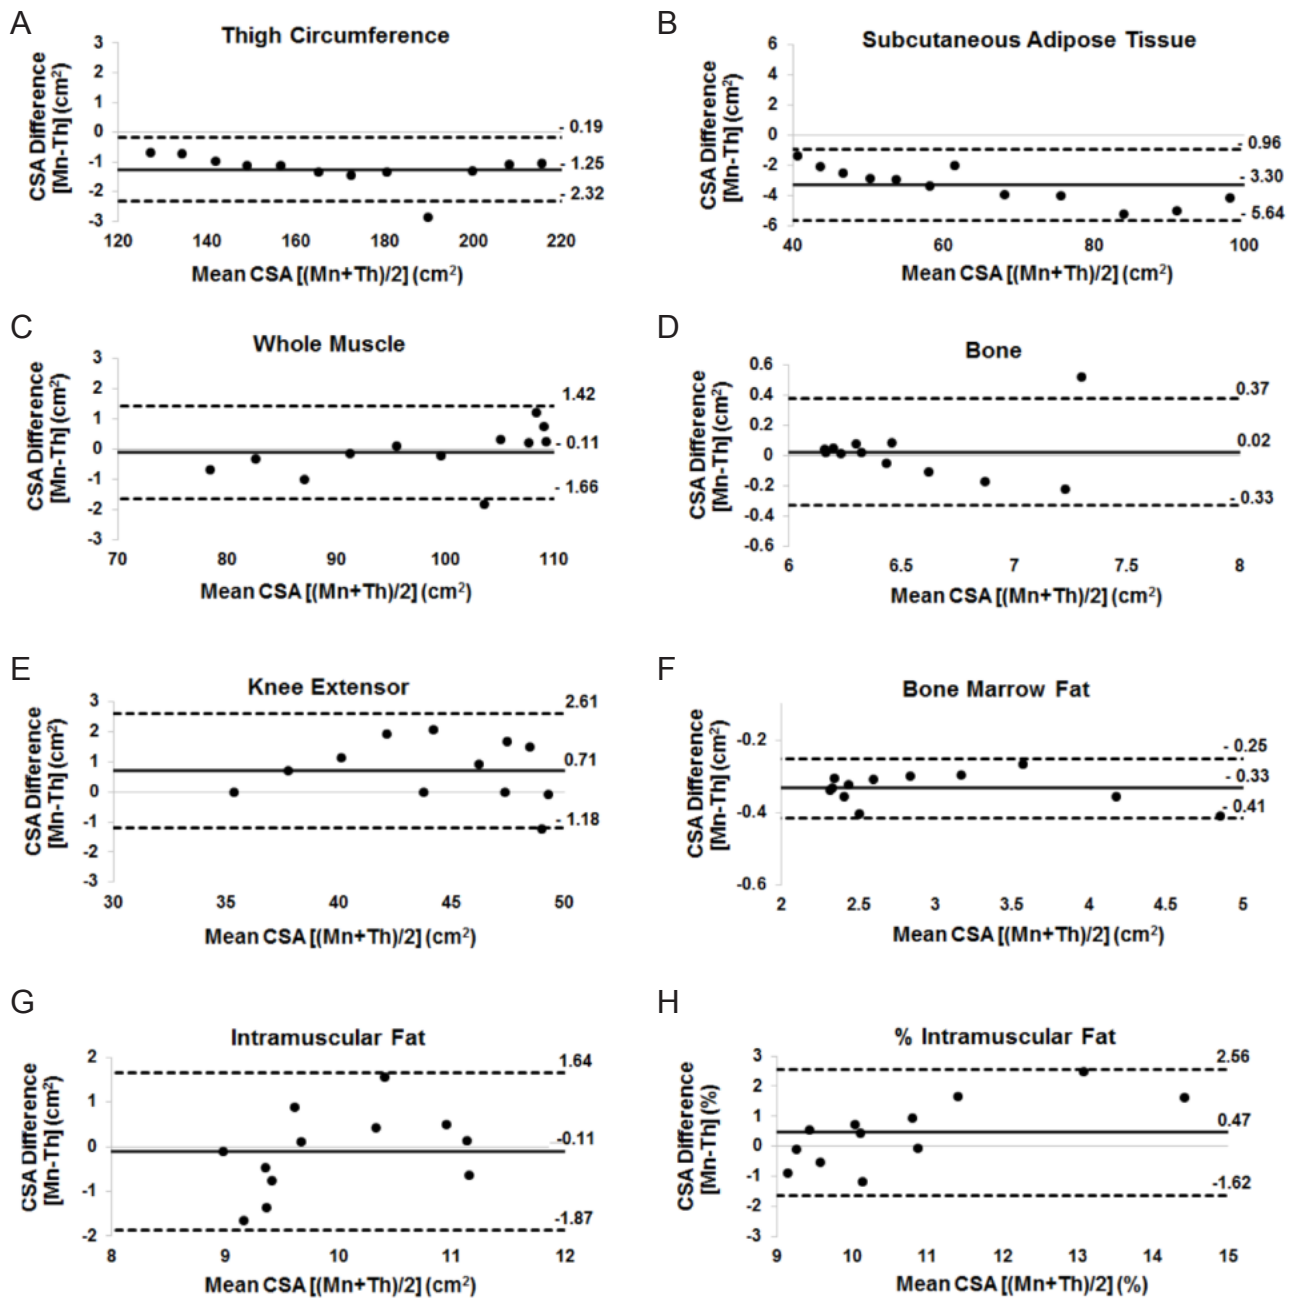 A
Thigh Circumference
CSA Difference
[Mn-Th] (cm²)
3
2
1
0
-1
-2
-3
- 0.19
- 1.25
- 2.32
120 140 160 180 200 220
Mean CSA [(Mn+Th)/2] (cm²)
B
Subcutaneous Adipose Tissue
CSA Difference
[Mn-Th] (cm²)
6
4
2
0
-2
-4
-6
- 0.96
- 3.30
- 5.64
40 60 80 100
Mean CSA [(Mn+Th)/2] (cm²)
C
Whole Muscle
CSA Difference
[Mn-Th] (cm²)
3
2
1
0
-1
-2
-3
1.42
- 0.11
- 1.66
70 80 90 100 110
Mean CSA [(Mn+Th)/2] (cm²)
D
Bone
CSA Difference
[Mn-Th] (cm²)
0.6
0.4
0.2
0
-0.2
-0.4
-0.6
0.37
0.02
- 0.33
6 6.5 7 7.5 8
Mean CSA [(Mn+Th)/2] (cm²)
E
Knee Extensor
CSA Difference
[Mn-Th] (cm²)
3
2
1
0
-1
-2
-3
2.61
0.71
- 1.18
30 35 40 45 50
Mean CSA [(Mn+Th)/2] (cm²)
F
Bone Marrow Fat
CSA Difference
[Mn-Th] (cm²)
-0.2
-0.4
-0.6
- 0.25
- 0.33
- 0.41
2 2.5 3 3.5 4 4.5 5
Mean CSA [(Mn+Th)/2] (cm²)
G
Intramuscular Fat
CSA Difference
[Mn-Th] (cm²)
2
1
0
-1
-2
1.64
-0.11
-1.87
8 9 10 11 12
Mean CSA [(Mn+Th)/2] (cm²)
H
% Intramuscular Fat
CSA Difference
[Mn-Th] (%)
3
2
1
0
-1
-2
-3
2.56
0.47
-1.62
9 10 11 12 13 14 15
Mean CSA [(Mn+Th)/2] (%)